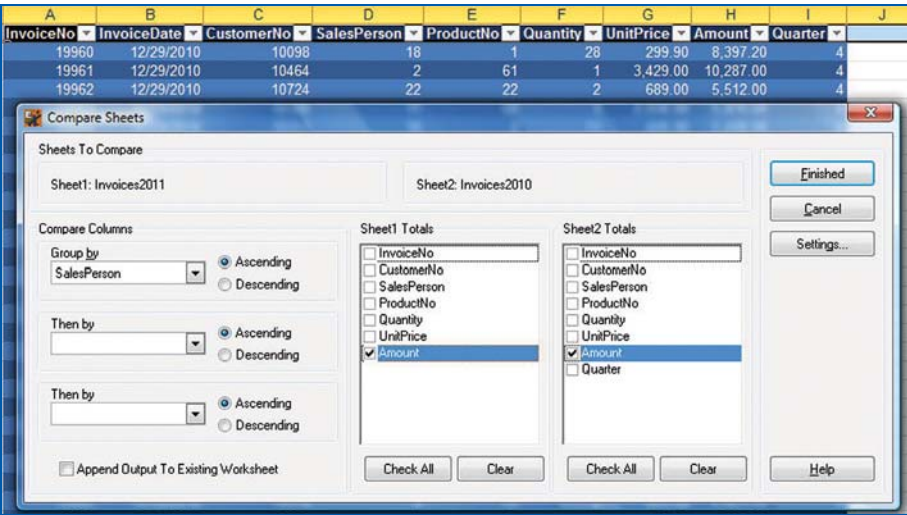 A B C D E F G H I J
InvoiceNo InvoiceDate CustomerNo SalesPerson ProductNo Quantity UnitPrice Amount Quarter
19960 12/29/2010 10098 18 1 28 299.90 8,397.20 4
19961 12/29/2010 10464 2 61 1 3,429.00 10,287.00 4
19962 12/29/2010 10724 22 22 2 689.00 5,512.00 4
Compare Sheets
Sheets To Compare
Sheet1: Invoices2011 Sheet2: Invoices2010
Finished
Cancel
Settings...
Compare Columns
Group by
SalesPerson
Ascending
Descending
Then by
Ascending
Descending
Then by
Ascending
Descending
Append Output To Existing Worksheet
Sheet1 Totals
InvoiceNo
CustomerNo
SalesPerson
ProductNo
Quantity
UnitPrice
Amount
Check All Clear
Sheet2 Totals
InvoiceNo
CustomerNo
SalesPerson
ProductNo
Quantity
UnitPrice
Amount
Quarter
Check All Clear
Help